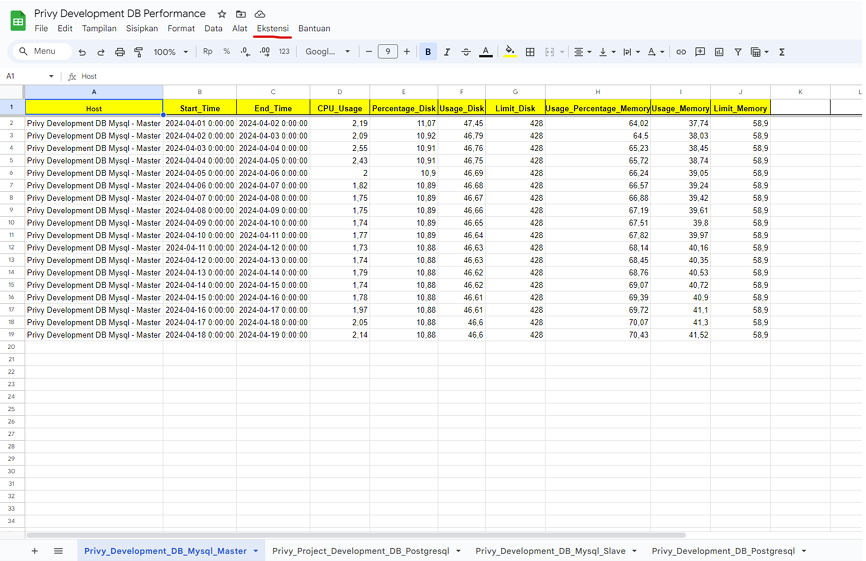 Privy Development DB Performance
File Edit Tampilan Sisipkan Format Data Alat Ekstensi Bantuan
Menu 100% Rp % .0 .00 123 Googl... 9 B I A
A1 fx Host
A B C D E F G H I J K L
1 Host Start_Time End_Time CPU_Usage Percentage_Disk Usage_Disk Limit_Disk Usage_Percentage_Memory Usage_Memory Limit_Memory
2 Privy Development DB Mysql - Master 2024-04-01 0:00:00 2024-04-02 0:00:00 2,19 11,07 47,45 428 64,02 37,74 58,9
3 Privy Development DB Mysql - Master 2024-04-02 0:00:00 2024-04-03 0:00:00 2,09 10,92 46,79 428 64,5 38,03 58,9
4 Privy Development DB Mysql - Master 2024-04-03 0:00:00 2024-04-04 0:00:00 2,55 10,91 46,76 428 65,23 38,45 58,9
5 Privy Development DB Mysql - Master 2024-04-04 0:00:00 2024-04-05 0:00:00 2,43 10,91 46,75 428 65,72 38,74 58,9
6 Privy Development DB Mysql - Master 2024-04-05 0:00:00 2024-04-06 0:00:00 2 10,9 46,69 428 66,24 39,05 58,9
7 Privy Development DB Mysql - Master 2024-04-06 0:00:00 2024-04-07 0:00:00 1,82 10,89 46,68 428 66,57 39,24 58,9
8 Privy Development DB Mysql - Master 2024-04-07 0:00:00 2024-04-08 0:00:00 1,75 10,89 46,67 428 66,88 39,42 58,9
9 Privy Development DB Mysql - Master 2024-04-08 0:00:00 2024-04-09 0:00:00 1,75 10,89 46,66 428 67,19 39,61 58,9
10 Privy Development DB Mysql - Master 2024-04-09 0:00:00 2024-04-10 0:00:00 1,74 10,89 46,65 428 67,51 39,8 58,9
11 Privy Development DB Mysql - Master 2024-04-10 0:00:00 2024-04-11 0:00:00 1,77 10,89 46,64 428 67,82 39,97 58,9
12 Privy Development DB Mysql - Master 2024-04-11 0:00:00 2024-04-12 0:00:00 1,73 10,88 46,63 428 68,14 40,16 58,9
13 Privy Development DB Mysql - Master 2024-04-12 0:00:00 2024-04-13 0:00:00 1,74 10,88 46,63 428 68,45 40,35 58,9
14 Privy Development DB Mysql - Master 2024-04-13 0:00:00 2024-04-14 0:00:00 1,79 10,88 46,62 428 68,76 40,53 58,9
15 Privy Development DB Mysql - Master 2024-04-14 0:00:00 2024-04-15 0:00:00 1,74 10,88 46,62 428 69,07 40,72 58,9
16 Privy Development DB Mysql - Master 2024-04-15 0:00:00 2024-04-16 0:00:00 1,78 10,88 46,61 428 69,39 40,9 58,9
17 Privy Development DB Mysql - Master 2024-04-16 0:00:00 2024-04-17 0:00:00 1,97 10,88 46,61 428 69,72 41,1 58,9
18 Privy Development DB Mysql - Master 2024-04-17 0:00:00 2024-04-18 0:00:00 2,05 10,88 46,6 428 70,07 41,3 58,9
19 Privy Development DB Mysql - Master 2024-04-18 0:00:00 2024-04-19 0:00:00 2,14 10,88 46,6 428 70,43 41,52 58,9
20
21
22
23
24
25
26
27
28
29
30
31
32
33
34
Privy_Development_DB_Mysql_Master Privy_Project_Development_DB_Postgresql Privy_Development_DB_Mysql_Slave Privy_Development_DB_Postgresql